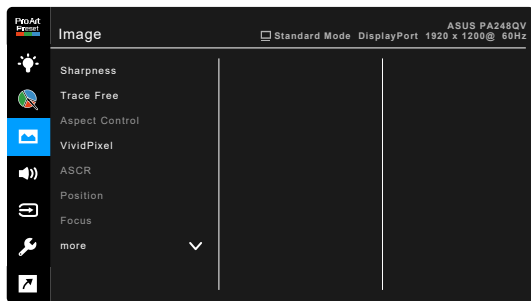 ProArt
Preset
Image
ASUS PA248QV
Standard Mode DisplayPort 1920 x 1200@ 60Hz
Sharpness
Trace Free
Aspect Control
VividPixel
ASCR
Position
Focus
more